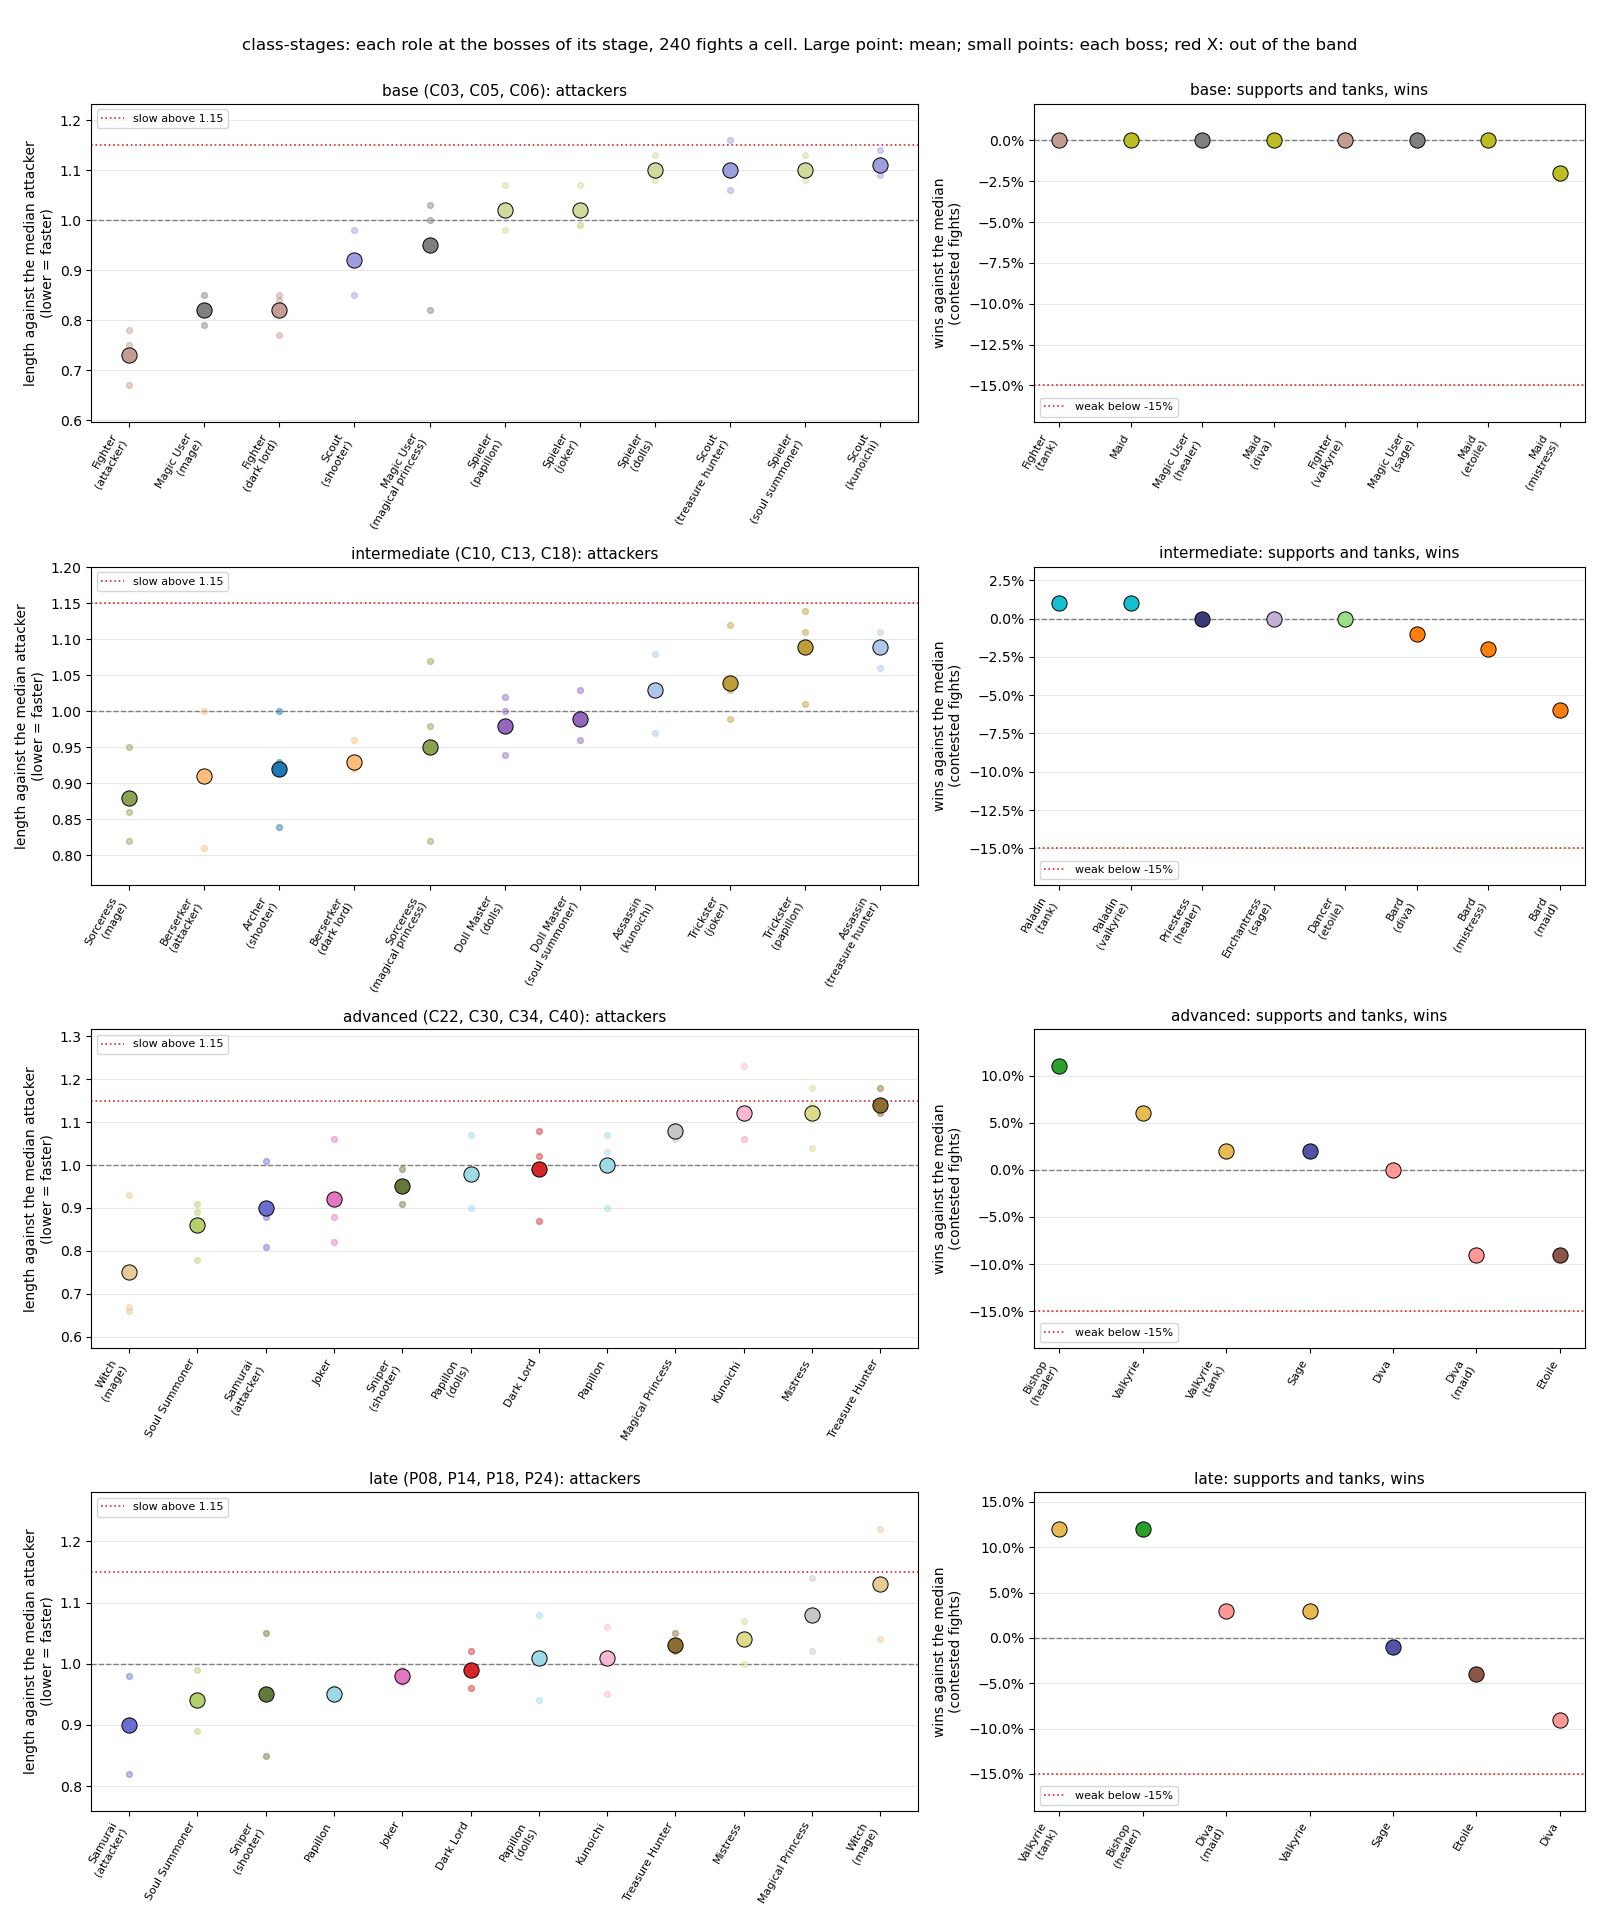 class-stages: each role at the bosses of its stage, 240 fights a cell. Large point: mean; small points: each boss; red X: out of the band
base (C03, C05, C06): attackers
length against the median attacker
(lower = faster)
1.2
1.1
1.0
0.9
0.8
0.7
0.6
slow above 1.15
Fighter
(attacker)
Magic User
(mage)
Fighter
(dark lord)
Scout
(shooter)
Magic User
(magical princess)
Spieler
(papillon)
Spieler
(joker)
Spieler
(dolls)
Scout
(treasure hunter)
Spieler
(soul summoner)
Scout
(kunoichi)
base: supports and tanks, wins
wins against the median
(contested fights)
0.0%
−2.5%
−5.0%
−7.5%
−10.0%
−12.5%
−15.0%
weak below -15%
Fighter
(tank)
Maid
Magic User
(healer)
Maid
(diva)
Fighter
(valkyrie)
Magic User
(sage)
Maid
(etoile)
Maid
(mistress)
intermediate (C10, C13, C18): attackers
length against the median attacker
(lower = faster)
1.20
1.15
1.10
1.05
1.00
0.95
0.90
0.85
0.80
slow above 1.15
Sorceress
(mage)
Berserker
(attacker)
Archer
(shooter)
Berserker
(dark lord)
Sorceress
(magical princess)
Doll Master
(dolls)
Doll Master
(soul summoner)
Assassin
(kunoichi)
Trickster
(joker)
Trickster
(papillon)
Assassin
(treasure hunter)
intermediate: supports and tanks, wins
wins against the median
(contested fights)
2.5%
0.0%
−2.5%
−5.0%
−7.5%
−10.0%
−12.5%
−15.0%
weak below -15%
Paladin
(tank)
Paladin
(valkyrie)
Priestess
(healer)
Enchantress
(sage)
Dancer
(etoile)
Bard
(diva)
Bard
(mistress)
Bard
(maid)
advanced (C22, C30, C34, C40): attackers
length against the median attacker
(lower = faster)
1.3
1.2
1.1
1.0
0.9
0.8
0.7
0.6
slow above 1.15
Witch
(mage)
Soul Summoner
Samurai
(attacker)
Joker
Sniper
(shooter)
Papillon
(dolls)
Dark Lord
Papillon
Magical Princess
Kunoichi
Mistress
Treasure Hunter
advanced: supports and tanks, wins
wins against the median
(contested fights)
10.0%
5.0%
0.0%
−5.0%
−10.0%
−15.0%
weak below -15%
Bishop
(healer)
Valkyrie
Valkyrie
(tank)
Sage
Diva
Diva
(maid)
Etoile
late (P08, P14, P18, P24): attackers
length against the median attacker
(lower = faster)
1.2
1.1
1.0
0.9
0.8
slow above 1.15
Samurai
(attacker)
Soul Summoner
Sniper
(shooter)
Papillon
Joker
Dark Lord
Papillon
(dolls)
Kunoichi
Treasure Hunter
Mistress
Magical Princess
Witch
(mage)
late: supports and tanks, wins
wins against the median
(contested fights)
15.0%
10.0%
5.0%
0.0%
−5.0%
−10.0%
−15.0%
weak below -15%
Valkyrie
(tank)
Bishop
(healer)
Diva
(maid)
Valkyrie
Sage
Etoile
Diva